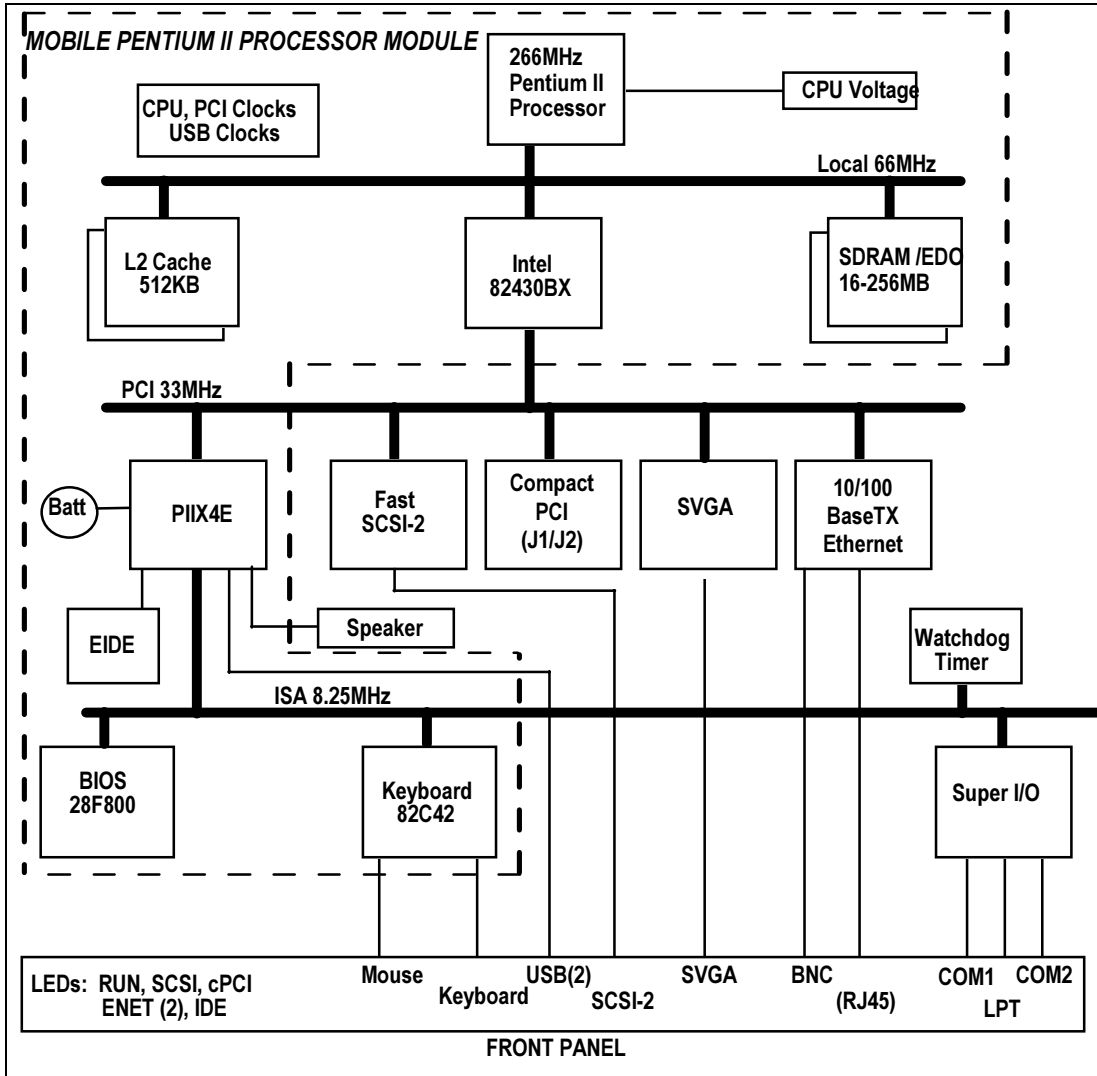 MOBILE PENTIUM II PROCESSOR MODULE
266MHz
Pentium II
Processor
CPU Voltage
CPU, PCI Clocks
USB Clocks
Local 66MHz
L2 Cache
512KB
Intel
82430BX
SDRAM /EDO
16-256MB
PCI 33MHz
Batt
PIIX4E
Fast
SCSI-2
Compact
PCI
(J1/J2)
SVGA
10/100
BaseTX
Ethernet
EIDE
Speaker
Watchdog
Timer
ISA 8.25MHz
BIOS
28F800
Keyboard
82C42
Super I/O
LEDs: RUN, SCSI, cPCI
ENET (2), IDE
Mouse
Keyboard
USB(2)
SCSI-2
SVGA
BNC
(RJ45)
COM1
LPT
COM2
FRONT PANEL